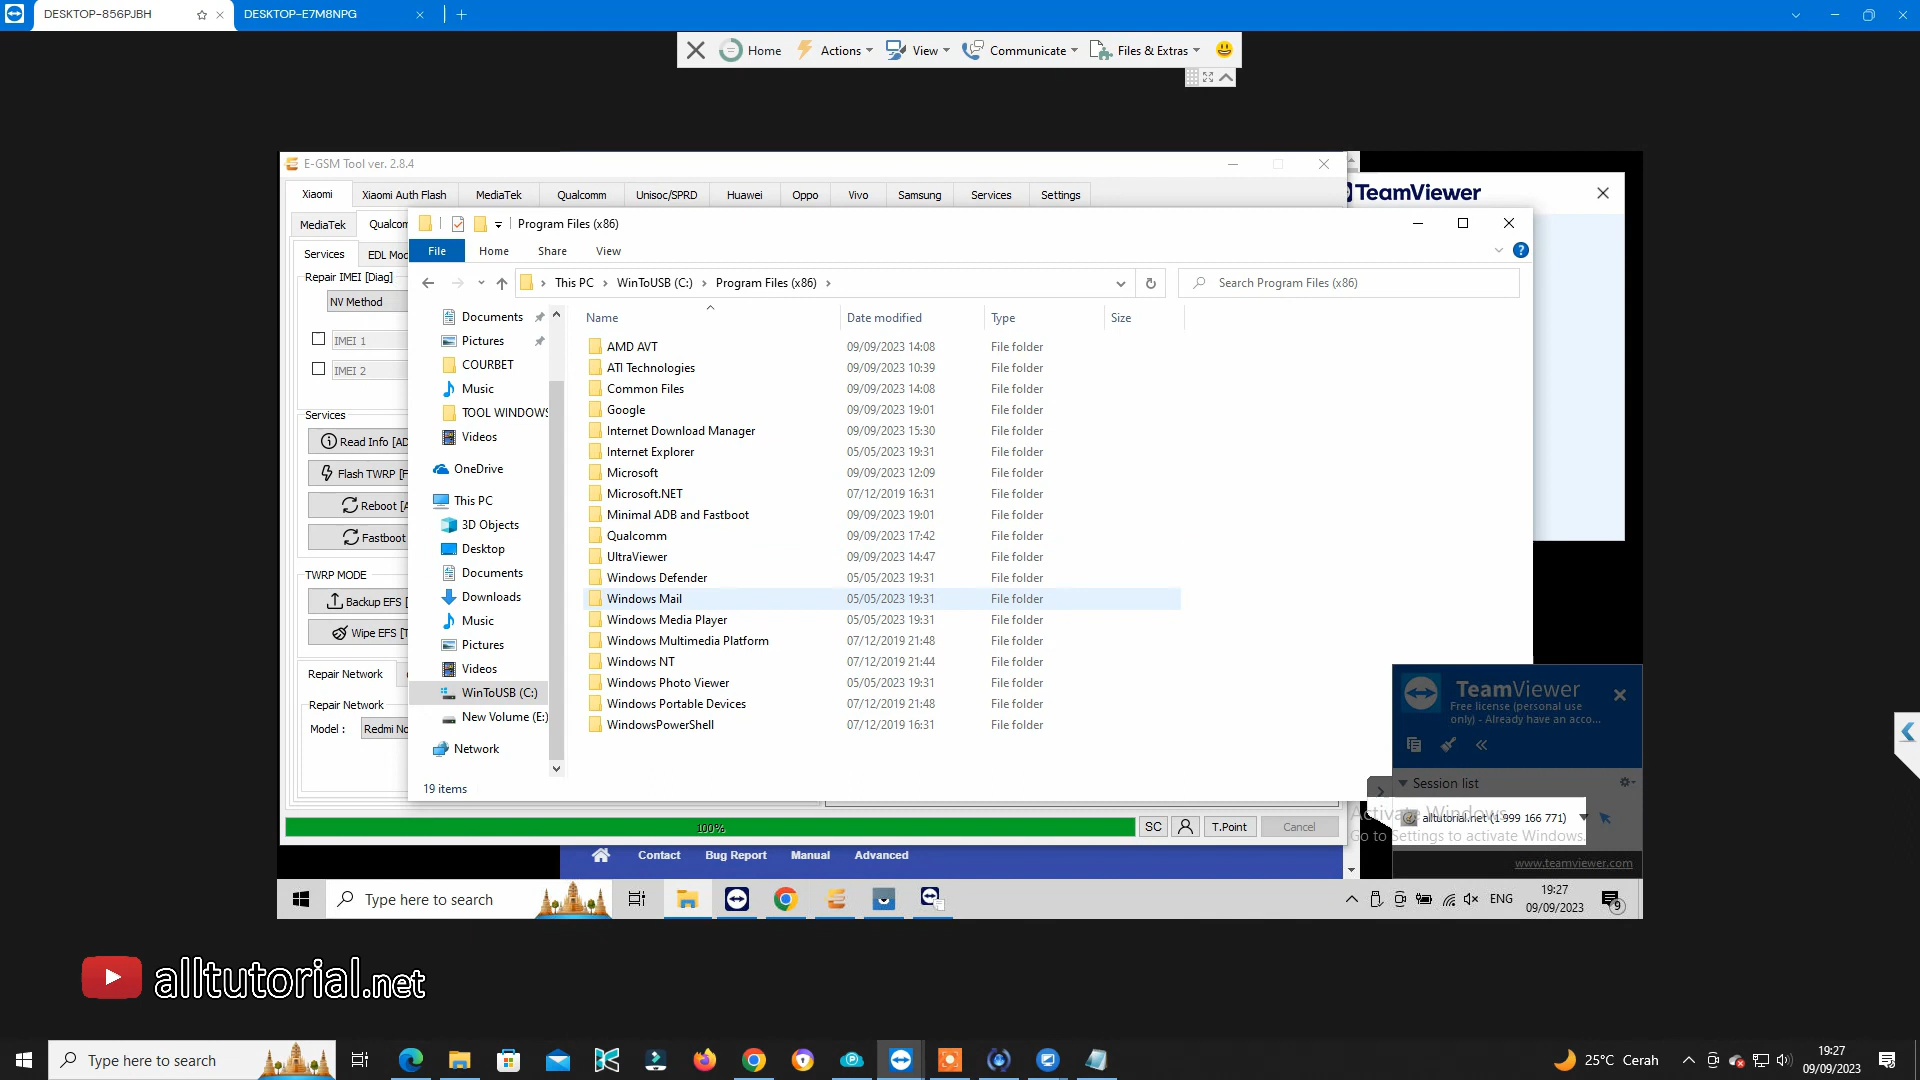 DESKTOP-856PJBH
DESKTOP-E7M8NPG
Home
Actions
View
Communicate
Files & Extras
E-GSM Tool ver. 2.8.4
Xiaomi
Xiaomi Auth Flash
MediaTek
Qualcomm
Unisoc/SPRD
Huawei
Oppo
Vivo
Samsung
Services
Settings
TeamViewer
MediaTek
Qualcom
Services
EDL Mod
Repair IMEI [Diag]
NV Method
IMEI 1
IMEI 2
Services
Read Info [AD
Flash TWRP [F
Reboot [A
Fastboot
TWRP MODE
Backup EFS [
Wipe EFS [T
Repair Network
Repair Network
Model :
Redmi No
Program Files (x86)
File
Home
Share
View
This PC
WinToUSB (C:)
Program Files (x86)
Search Program Files (x86)
Documents
Pictures
COURBET
Music
TOOL WINDOWS
Videos
OneDrive
This PC
3D Objects
Desktop
Documents
Downloads
Music
Pictures
Videos
WinToUSB (C:)
New Volume (E:)
Network
Name Date modified Type Size
AMD AVT 09/09/2023 14:08 File folder
ATI Technologies 09/09/2023 10:39 File folder
Common Files 09/09/2023 14:08 File folder
Google 09/09/2023 19:01 File folder
Internet Download Manager 09/09/2023 15:30 File folder
Internet Explorer 05/05/2023 19:31 File folder
Microsoft 09/09/2023 12:09 File folder
Microsoft.NET 07/12/2019 16:31 File folder
Minimal ADB and Fastboot 09/09/2023 19:01 File folder
Qualcomm 09/09/2023 17:42 File folder
UltraViewer 09/09/2023 14:47 File folder
Windows Defender 05/05/2023 19:31 File folder
Windows Mail 05/05/2023 19:31 File folder
Windows Media Player 05/05/2023 19:31 File folder
Windows Multimedia Platform 07/12/2019 21:48 File folder
Windows NT 07/12/2019 21:44 File folder
Windows Photo Viewer 05/05/2023 19:31 File folder
Windows Portable Devices 07/12/2019 21:48 File folder
WindowsPowerShell 07/12/2019 16:31 File folder
19 items
TeamViewer
Free license (personal use
only) - Already have an acco...
Session list
alltutorial.net (1 999 166 771)
Activate Windows
Go to Settings to activate Windows.
www.teamviewer.com
100%
SC
T.Point
Cancel
Contact
Bug Report
Manual
Advanced
Type here to search
ENG
19:27
09/09/2023
9
alltutorial.net
Type here to search
25°C Cerah
19:27
09/09/2023